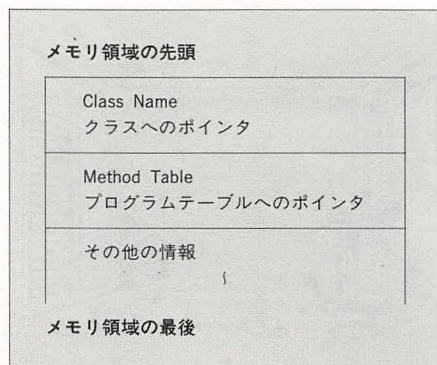 メモリ領域の先頭
Class Name
クラスへのポインタ
Method Table
プログラムテーブルへのポインタ
その他の情報
〜
メモリ領域の最後